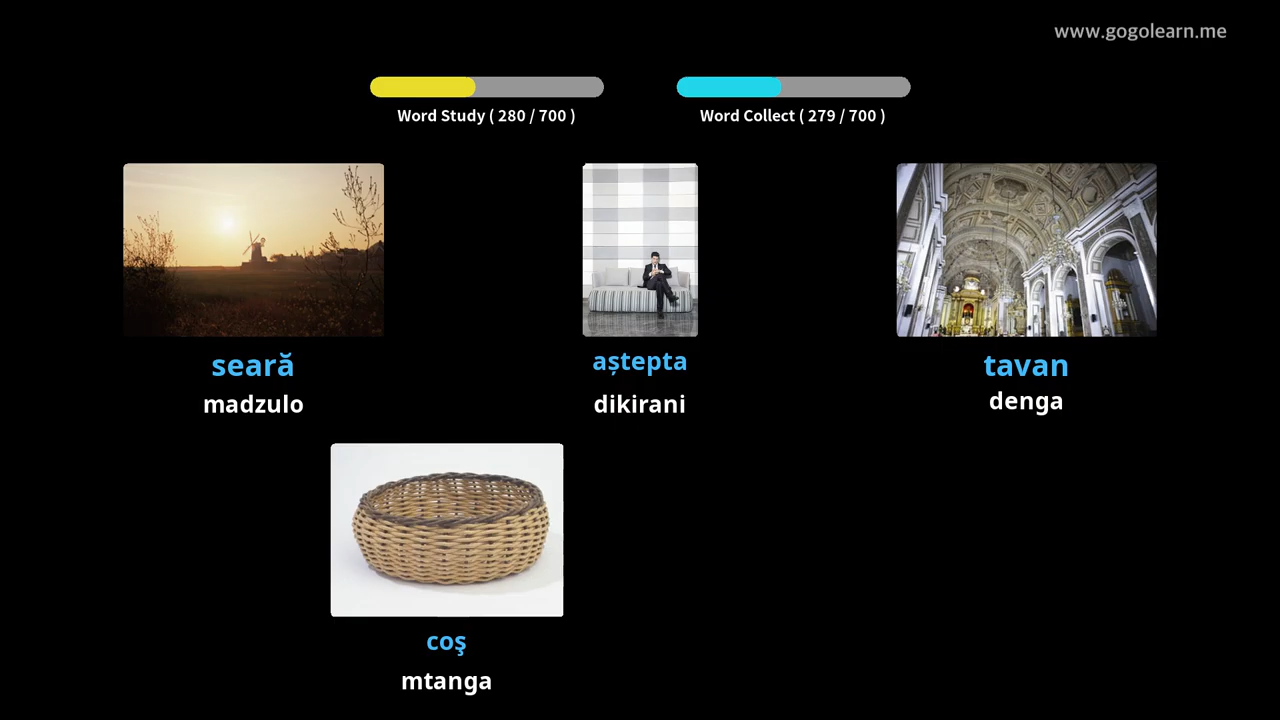 www.gogolearn.me
Word Study ( 280 / 700 )
Word Collect ( 279 / 700 )
seară
madzulo
aștepta
dikirani
tavan
denga
coş
mtanga